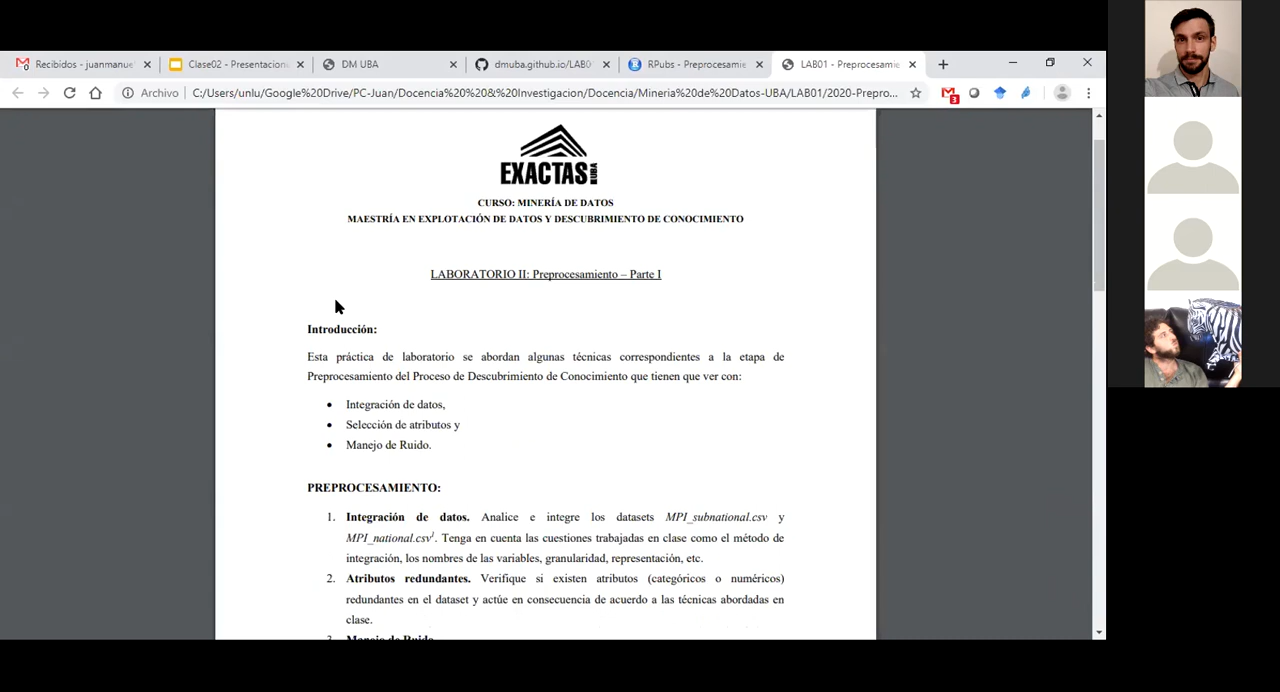 Recibidos - juanmanue
Clase02 - Presentacion
DM UBA
dmuba.github.io/LAB0
RPubs - Preprocesamie
LAB01 - Preprocesamie
Archivo
C:/Users/unlu/Google%20Drive/PC-Juan/Docencia%20%20&%20Investigacion/Docencia/Mineria%20de%20Datos-UBA/LAB01/2020-Prepro...
3
EXACTAS UBA
CURSO: MINERÍA DE DATOS
MAESTRÍA EN EXPLOTACIÓN DE DATOS Y DESCUBRIMIENTO DE CONOCIMIENTO
LABORATORIO II: Preprocesamiento – Parte I
Introducción:
Esta práctica de laboratorio se abordan algunas técnicas correspondientes a la etapa de
Preprocesamiento del Proceso de Descubrimiento de Conocimiento que tienen que ver con:
• Integración de datos,
• Selección de atributos y
• Manejo de Ruido.
PREPROCESAMIENTO:
1. Integración de datos. Analice e integre los datasets MPI_subnational.csv y
MPI_national.csv¹. Tenga en cuenta las cuestiones trabajadas en clase como el método de
integración, los nombres de las variables, granularidad, representación, etc.
2. Atributos redundantes. Verifique si existen atributos (categóricos o numéricos)
redundantes en el dataset y actúe en consecuencia de acuerdo a las técnicas abordadas en
clase.
3. Manejo de Ruido